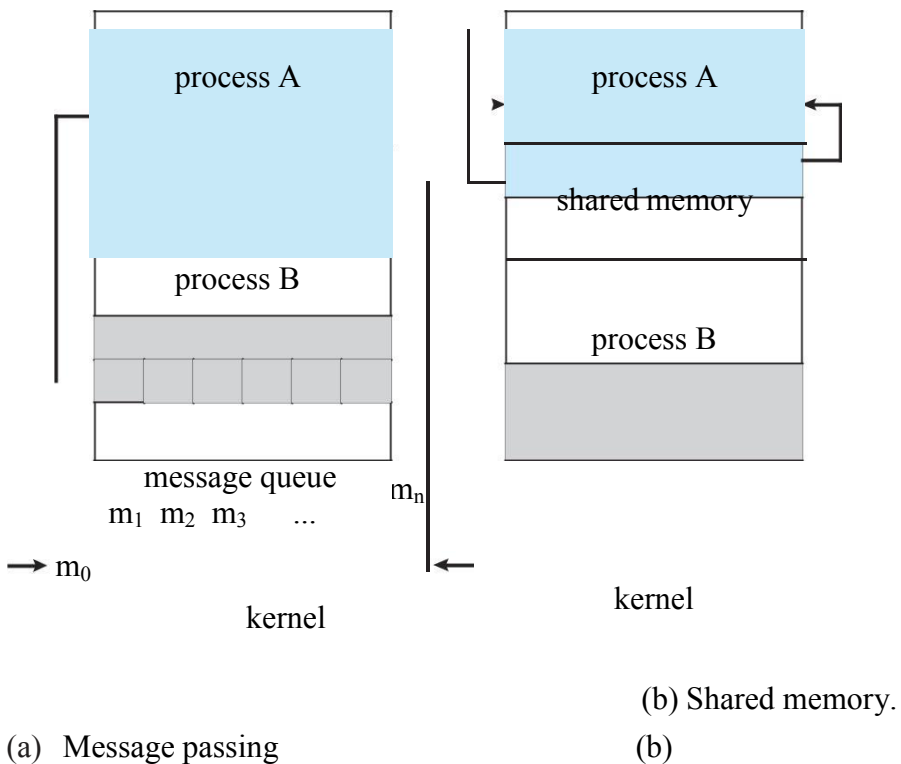 process A
process B
message queue
m₁ m₂ m₃ ... mₙ
m₀
kernel
(a) Message passing
process A
shared memory
process B
kernel
(b) Shared memory.
(b)